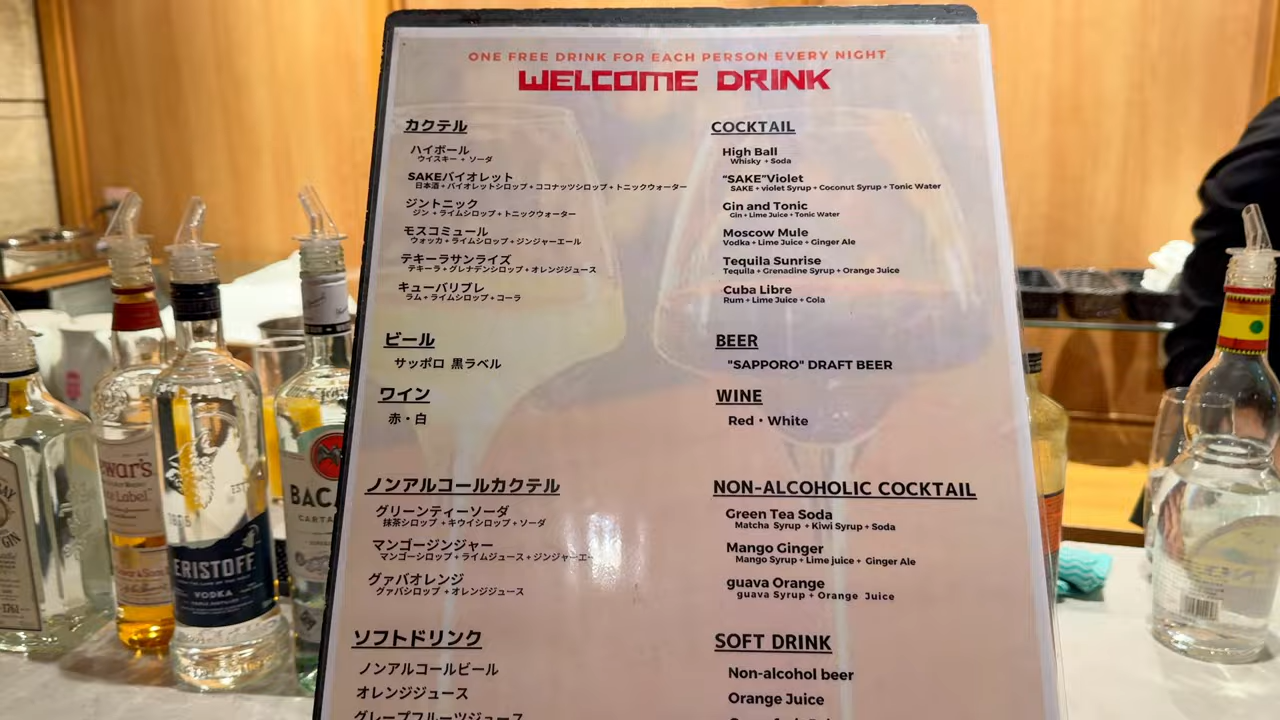 ONE FREE DRINK FOR EACH PERSON EVERY NIGHT
WELCOME DRINK
カクテル
ハイボール
ウイスキー + ソーダ
SAKEバイオレット
日本酒 + バイオレットシロップ + ココナッツシロップ + トニックウォーター
ジントニック
ジン + ライムシロップ + トニックウォーター
モスコミュール
ウォッカ + ライムシロップ + ジンジャーエール
テキーラサンライズ
テキーラ + グレナデンシロップ + オレンジジュース
キューバリブレ
ラム + ライムシロップ + コーラ
ビール
サッポロ 黒ラベル
ワイン
赤・白
ノンアルコールカクテル
グリーンティーソーダ
抹茶シロップ + キウイシロップ + ソーダ
マンゴージンジャー
マンゴーシロップ + ライムジュース + ジンジャーエー
グァバオレンジ
グァバシロップ + オレンジジュース
ソフトドリンク
ノンアルコールビール
オレンジジュース
グレープフルーツジュース
COCKTAIL
High Ball
Whisky + Soda
"SAKE"Violet
SAKE + violet Syrup + Coconut Syrup + Tonic Water
Gin and Tonic
Gin + Lime Juice + Tonic Water
Moscow Mule
Vodka + Lime Juice + Ginger Ale
Tequila Sunrise
Tequila + Grenadine Syrup + Orange Juice
Cuba Libre
Rum + Lime Juice + Cola
BEER
"SAPPORO" DRAFT BEER
WINE
Red・White
NON-ALCOHOLIC COCKTAIL
Green Tea Soda
Matcha Syrup + Kiwi Syrup + Soda
Mango Ginger
Mango Syrup + Lime juice + Ginger Ale
guava Orange
guava Syrup + Orange Juice
SOFT DRINK
Non-alcohol beer
Orange Juice
GIN
1761
ewar's
Label
ERISTOFF
VODKA
BACA
CARTA